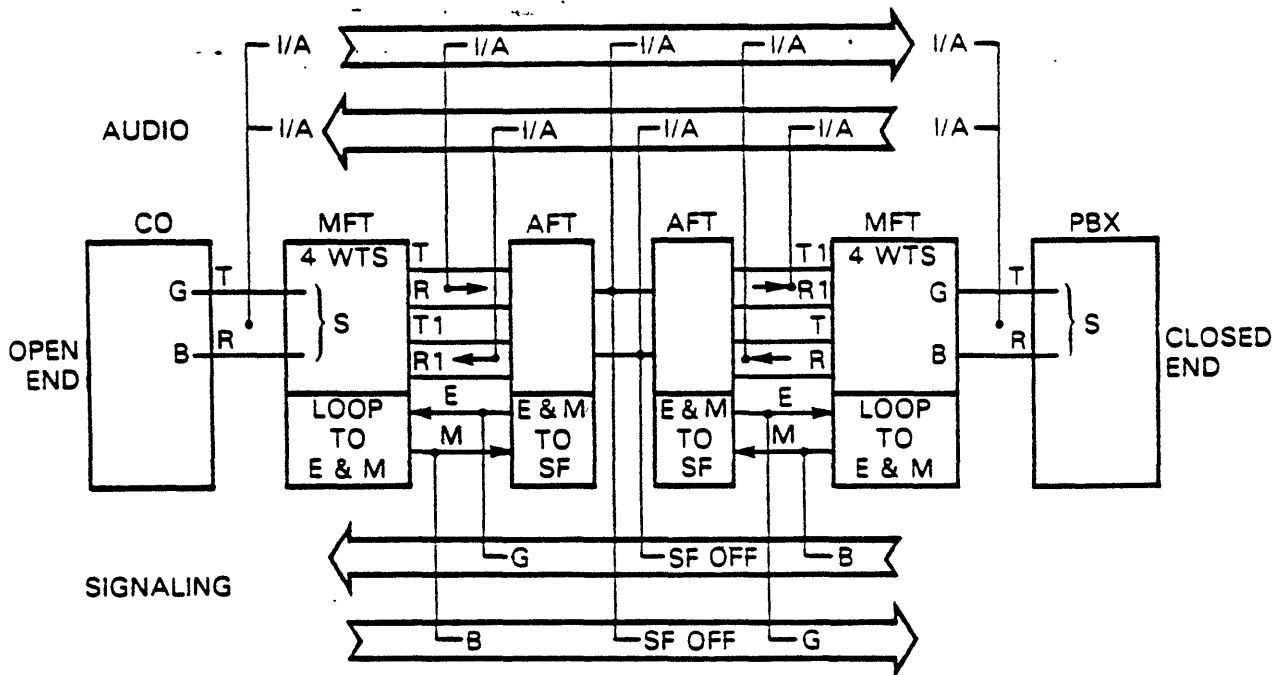 I/A I/A I/A I/A I/A
AUDIO I/A I/A I/A I/A I/A
CO MFT AFT AFT MFT PBX
4 WTS T T1 4 WTS
G T R R1 G T
S S
T1 T
OPEN END B R R1 R B R CLOSED END
LOOP TO E & M E E & M TO SF E & M TO SF E LOOP TO E & M
M M
G SF OFF B
SIGNALING
B SF OFF G